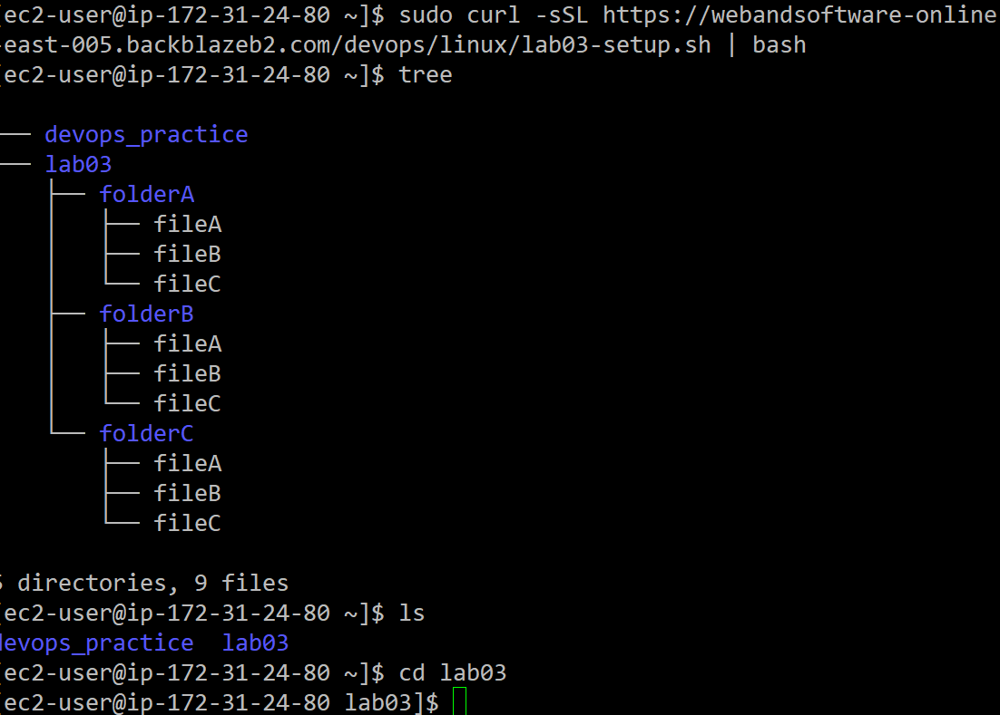 [ec2-user@ip-172-31-24-80 ~]$ sudo curl -sSL https://webandsoftware-online
-east-005.backblazeb2.com/devops/linux/lab03-setup.sh | bash
[ec2-user@ip-172-31-24-80 ~]$ tree
── devops_practice
── lab03
    ├── folderA
    │   ├── fileA
    │   ├── fileB
    │   └── fileC
    ├── folderB
    │   ├── fileA
    │   ├── fileB
    │   └── fileC
    └── folderC
        ├── fileA
        ├── fileB
        └── fileC
5 directories, 9 files
[ec2-user@ip-172-31-24-80 ~]$ ls
devops_practice  lab03
[ec2-user@ip-172-31-24-80 ~]$ cd lab03
[ec2-user@ip-172-31-24-80 lab03]$